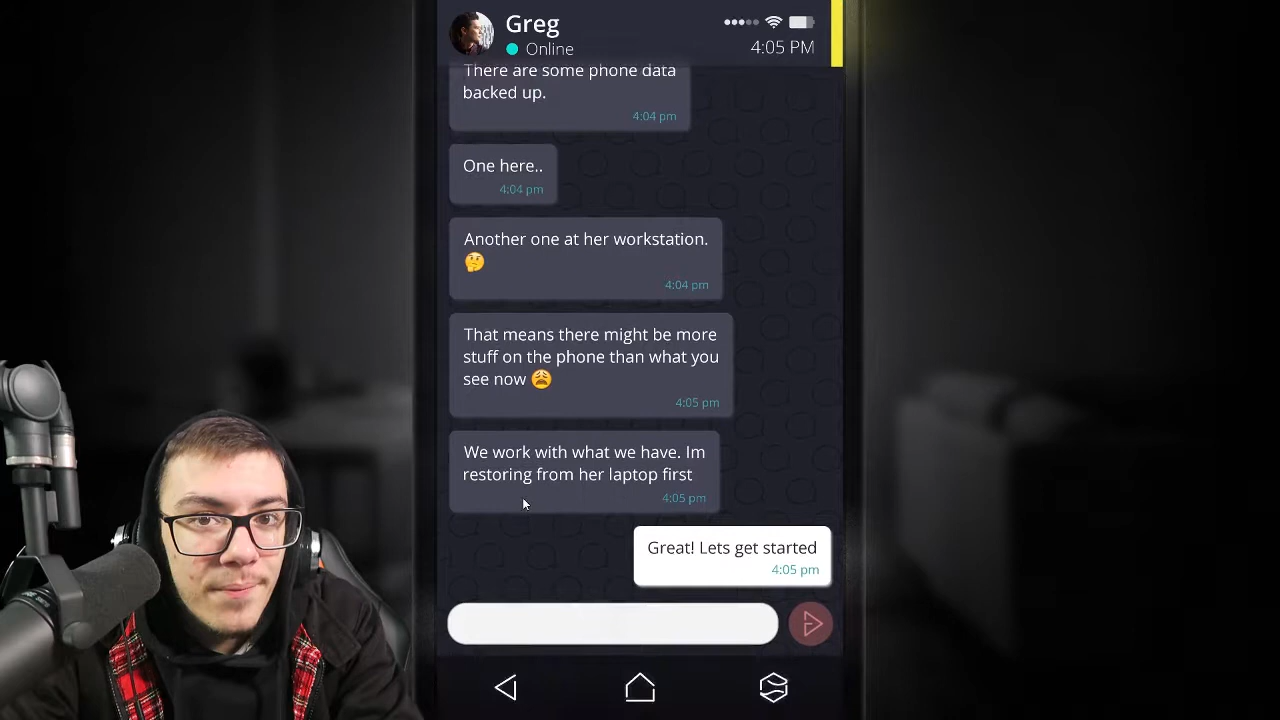 Greg
Online
4:05 PM
There are some phone data
backed up.
4:04 pm
One here..
4:04 pm
Another one at her workstation.
🤔
4:04 pm
That means there might be more
stuff on the phone than what you
see now 😩
4:05 pm
We work with what we have. Im
restoring from her laptop first
4:05 pm
Great! Lets get started
4:05 pm